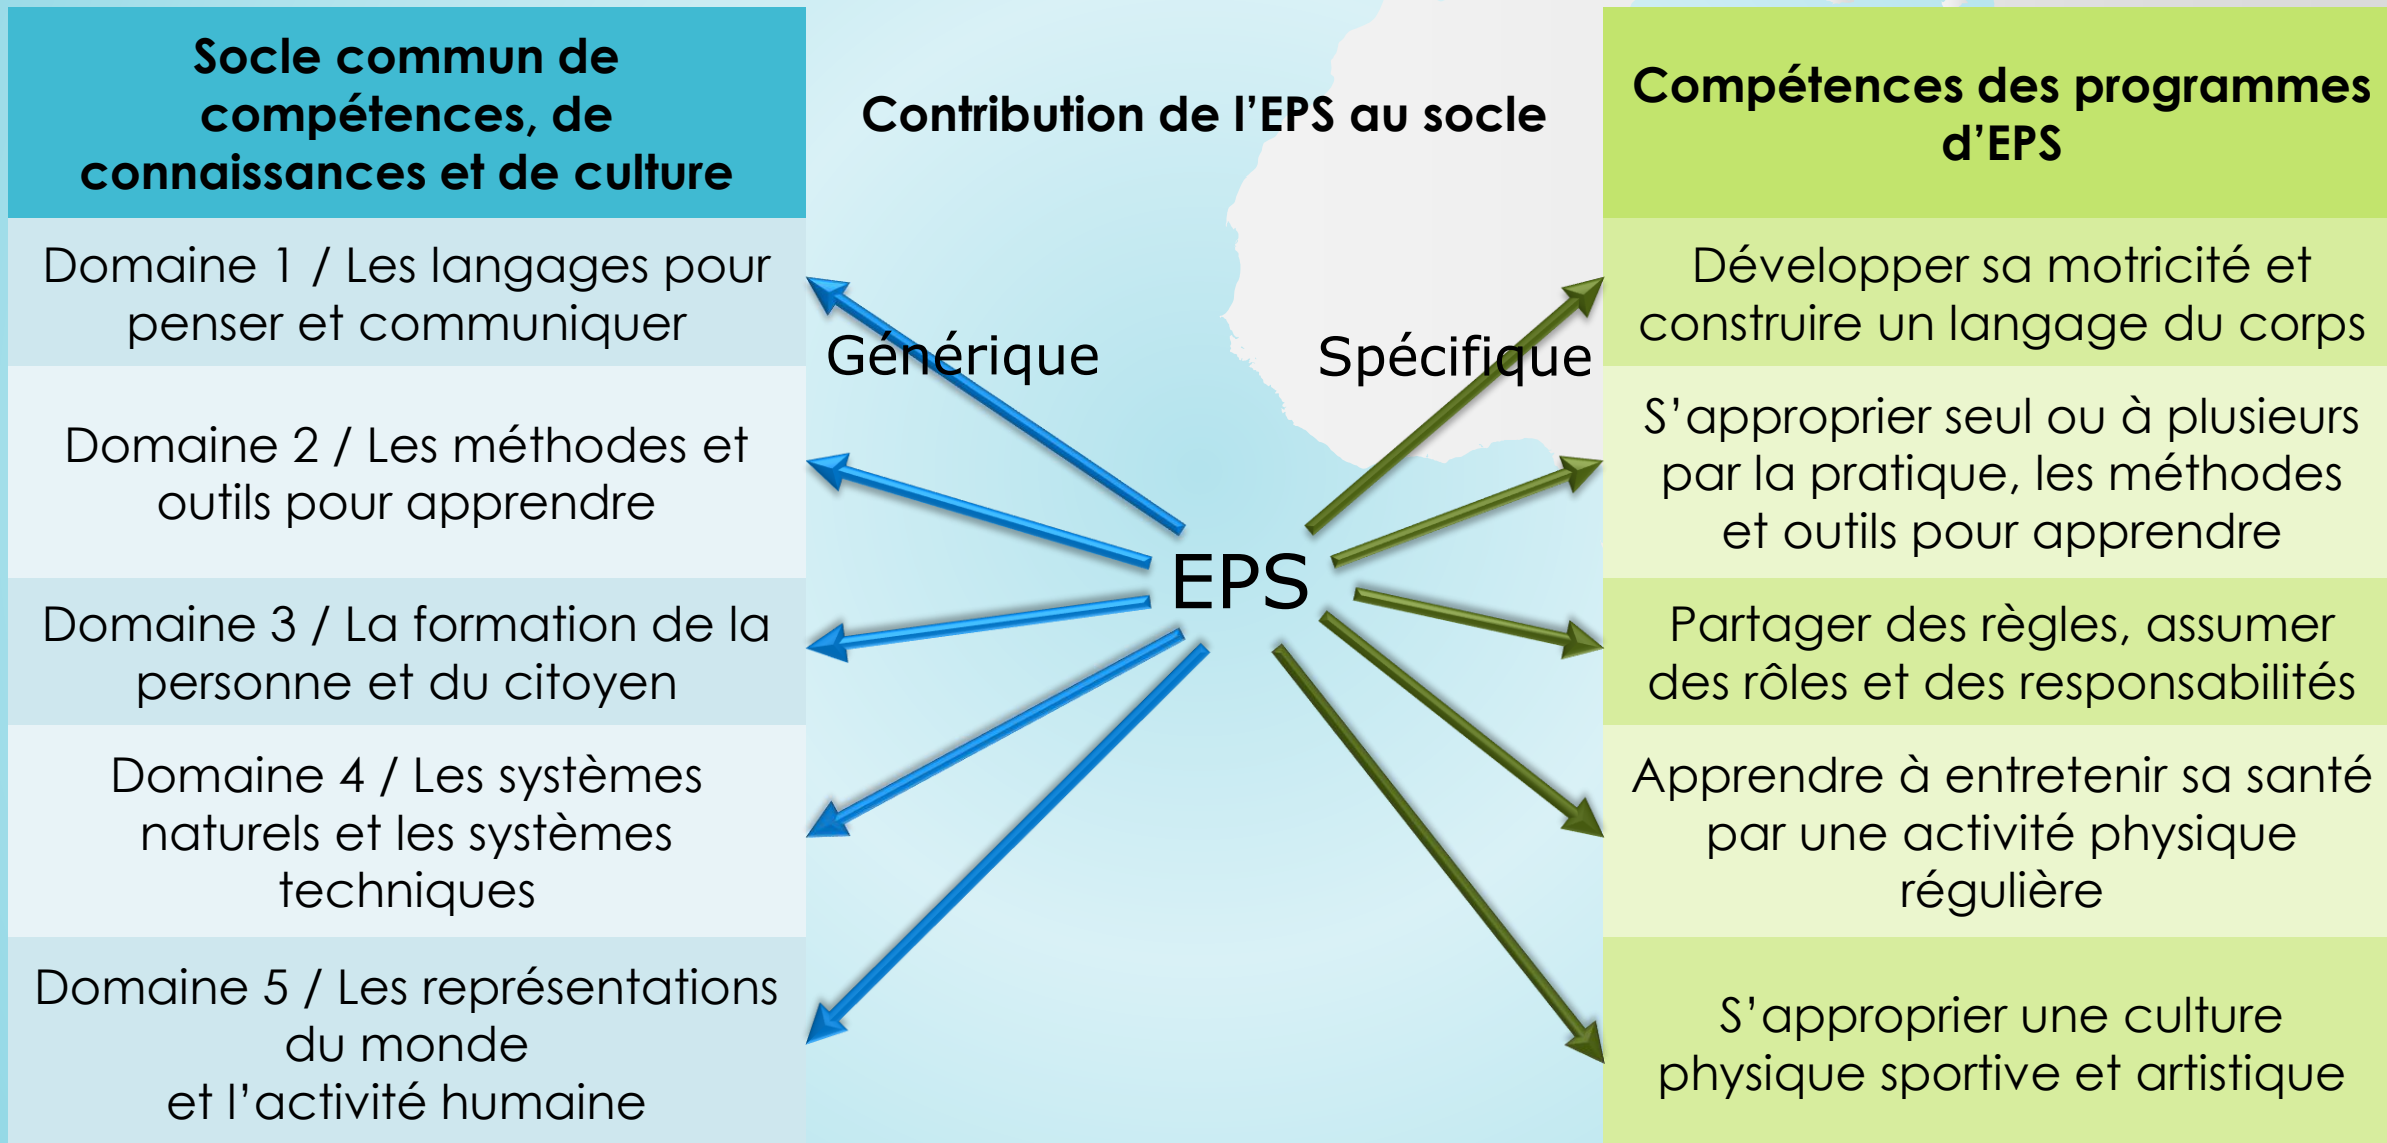 Socle commun de
compétences, de
connaissances et de culture
Contribution de l’EPS au socle
Compétences des programmes
d’EPS
Domaine 1 / Les langages pour
penser et communiquer
Générique
Spécifique
Développer sa motricité et
construire un langage du corps
Domaine 2 / Les méthodes et
outils pour apprendre
S’approprier seul ou à plusieurs
par la pratique, les méthodes
et outils pour apprendre
EPS
Domaine 3 / La formation de la
personne et du citoyen
Partager des règles, assumer
des rôles et des responsabilités
Domaine 4 / Les systèmes
naturels et les systèmes
techniques
Apprendre à entretenir sa santé
par une activité physique
régulière
Domaine 5 / Les représentations
du monde
et l’activité humaine
S’approprier une culture
physique sportive et artistique